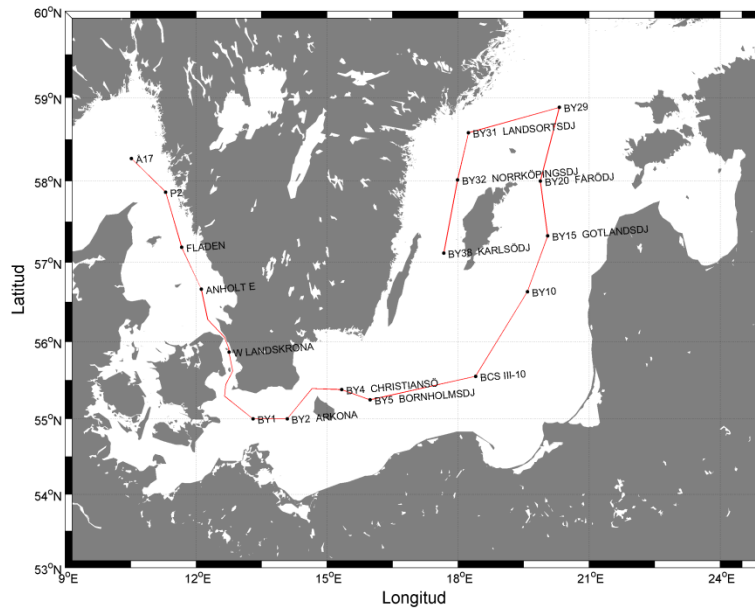 60°N
59°N
58°N
57°N
56°N
55°N
54°N
53°N
Latitud
9°E
12°E
15°E
18°E
21°E
24°E
Longitud
BY29
BY31 LANDSORTSDJ
Å17
BY32 NORRKÖPINGSDJ
BY20 FÅRÖDJ
P2
BY15 GOTLANDSDJ
FLADEN
BY38 KARLSÖDJ
ANHOLT E
BY10
W LANDSKRONA
BCS III-10
BY4 CHRISTIANSÖ
BY5 BORNHOLMSDJ
BY1
BY2 ARKONA